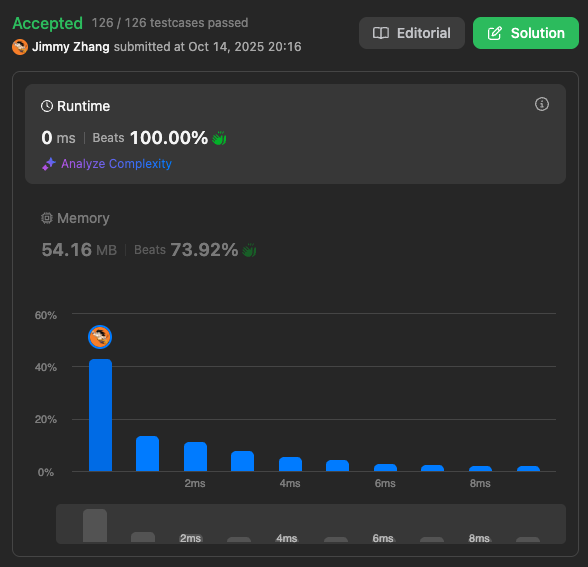 Accepted 126 / 126 testcases passed
Jimmy Zhang submitted at Oct 14, 2025 20:16
Editorial
Solution
Runtime
0 ms Beats 100.00%
Analyze Complexity
Memory
54.16 MB Beats 73.92%
60%
40%
20%
0%
2ms 4ms 6ms 8ms
2ms 4ms 6ms 8ms